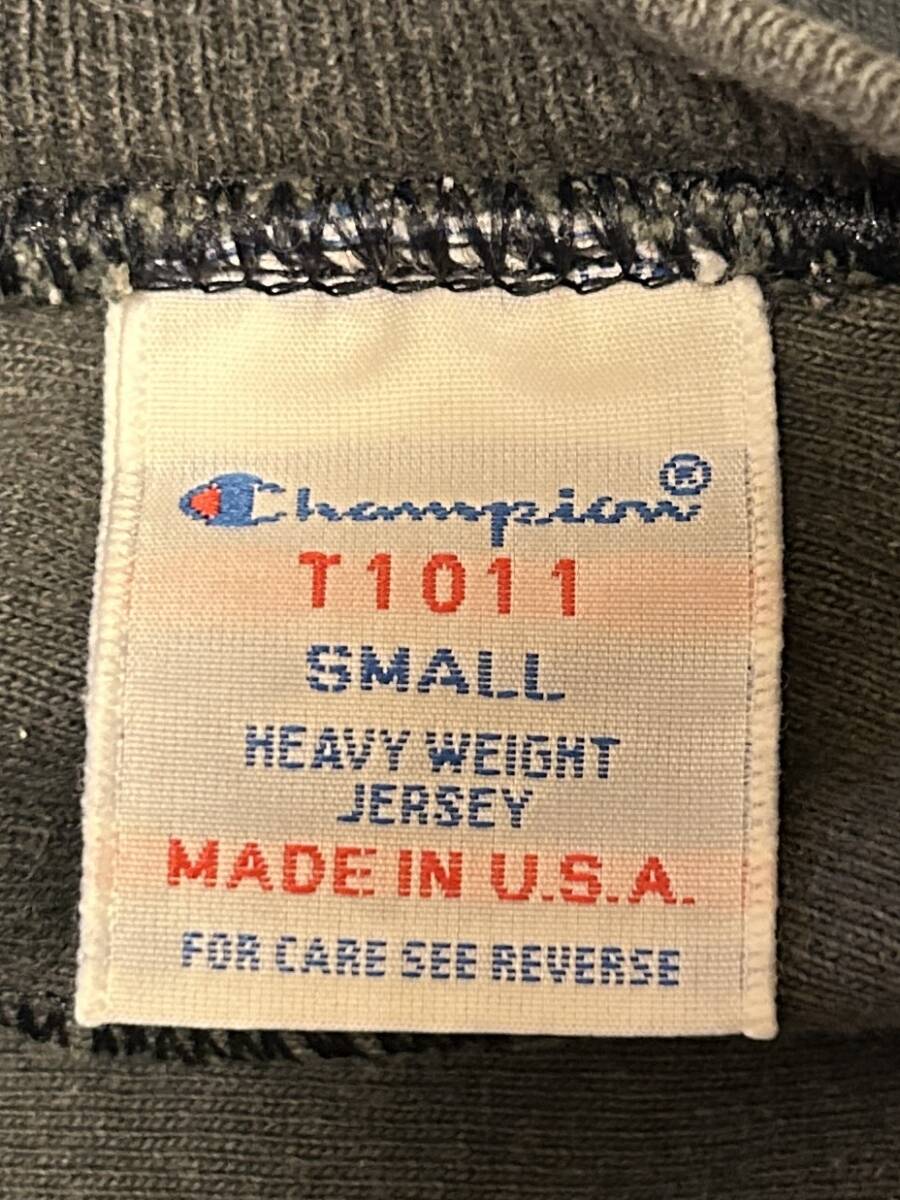 Champion®
T1011
SMALL
HEAVY WEIGHT
JERSEY
MADE IN U.S.A.
FOR CARE SEE REVERSE